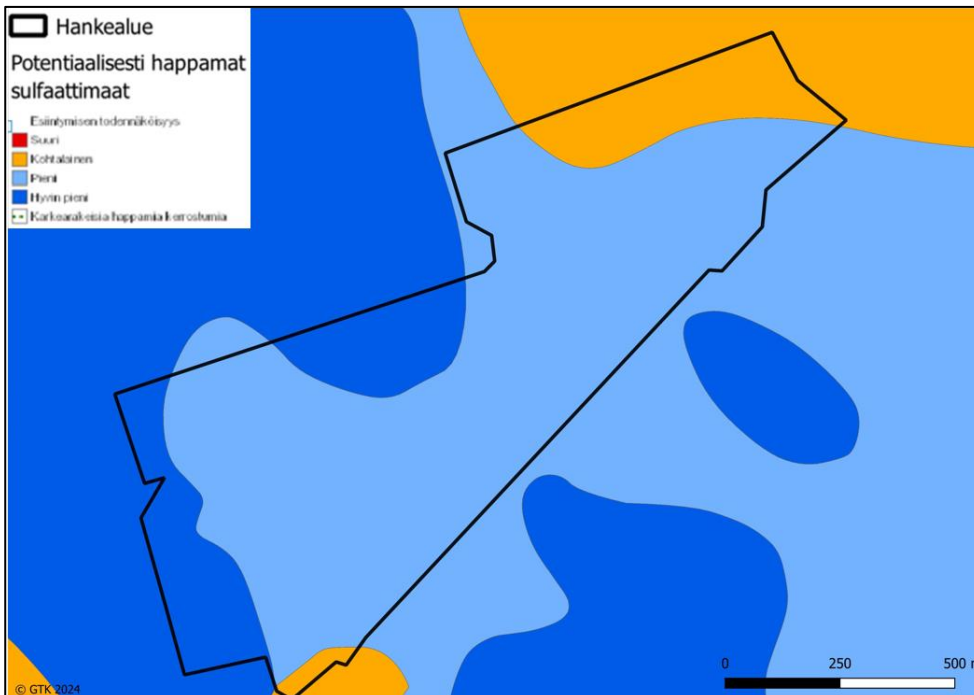 Hankealue
Potentiaalisesti happamat
sulfaattimaat
Esiintymisen todennäköisyys
Suuri
Kohtalainen
Pieni
Hyvin pieni
Karkearakeisia happamia kerrostumia
0 250 500 m
© GTK 2024